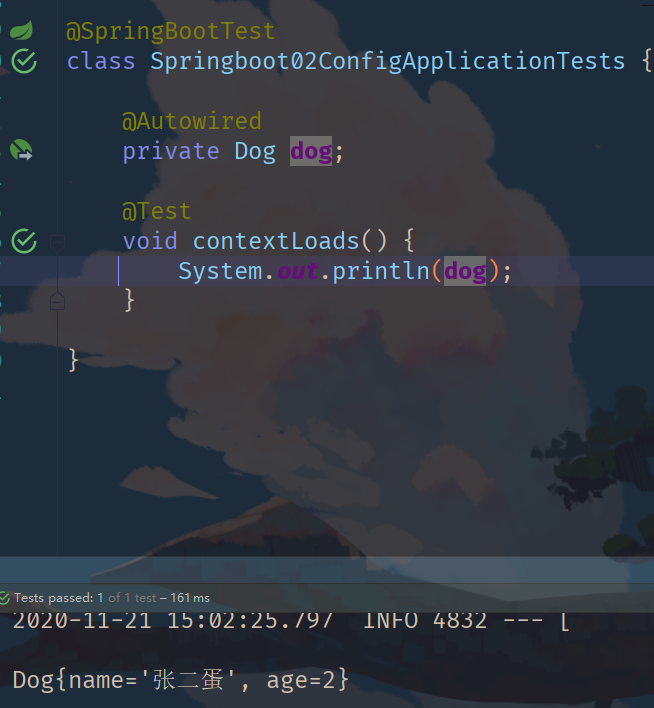 @SpringBootTest
class Springboot02ConfigApplicationTests {
@Autowired
private Dog dog;
@Test
void contextLoads() {
System.out.println(dog);
}
}
Tests passed: 1 of 1 test – 161 ms
2020-11-21 15:02:25.797  INFO 4832 --- [
Dog{name='张二蛋', age=2}